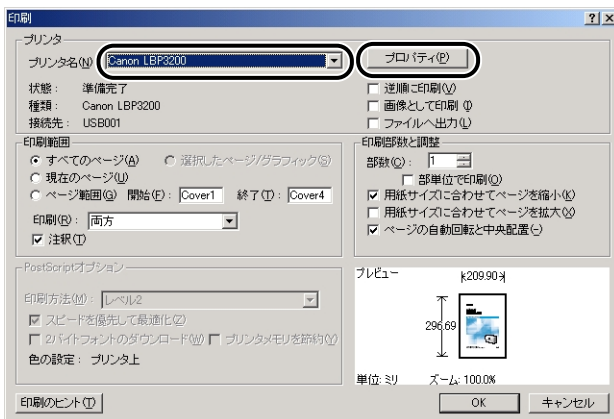 印刷
プリンタ
プリンタ名(N) Canon LBP3200 プロパティ(P)
状態： 準備完了 逆順に印刷(V)
種類： Canon LBP3200 画像として印刷(I)
接続先： USB001 ファイルへ出力(L)
印刷範囲
すべてのページ(A) 選択したページ/グラフィック(S)
現在のページ(U)
ページ範囲(G) 開始(F)： Cover1 終了(T)： Cover4
印刷(R)： 両方
注釈(T)
印刷部数と調整
部数(C)： 1
部単位で印刷(O)
用紙サイズに合わせてページを縮小(K)
用紙サイズに合わせてページを拡大(X)
ページの自動回転と中央配置(-)
PostScriptオプション
印刷方法(M)： レベル2
スピードを優先して最適化(Z)
2バイトフォントのダウンロード(W) プリンタメモリを節約(Y)
色の設定： プリンタ上
プレビュー
209.90
296.69
単位: ミリ ズーム: 100.0%
印刷のヒント(T) OK キャンセル